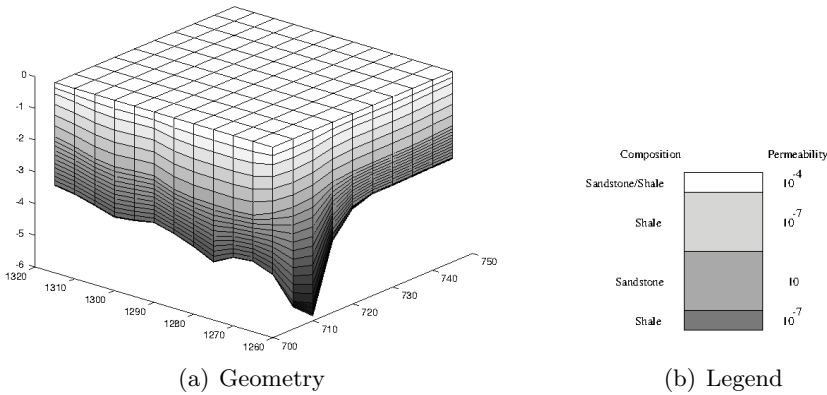 0
-1
-2
-3
-4
-5
-6
1320
1310
1300
1290
1280
1270
1260
700
710
720
730
740
750
(a) Geometry
Composition Permeability
Sandstone/Shale 10^-4
Shale 10^-7
Sandstone 10
Shale 10^-7
(b) Legend